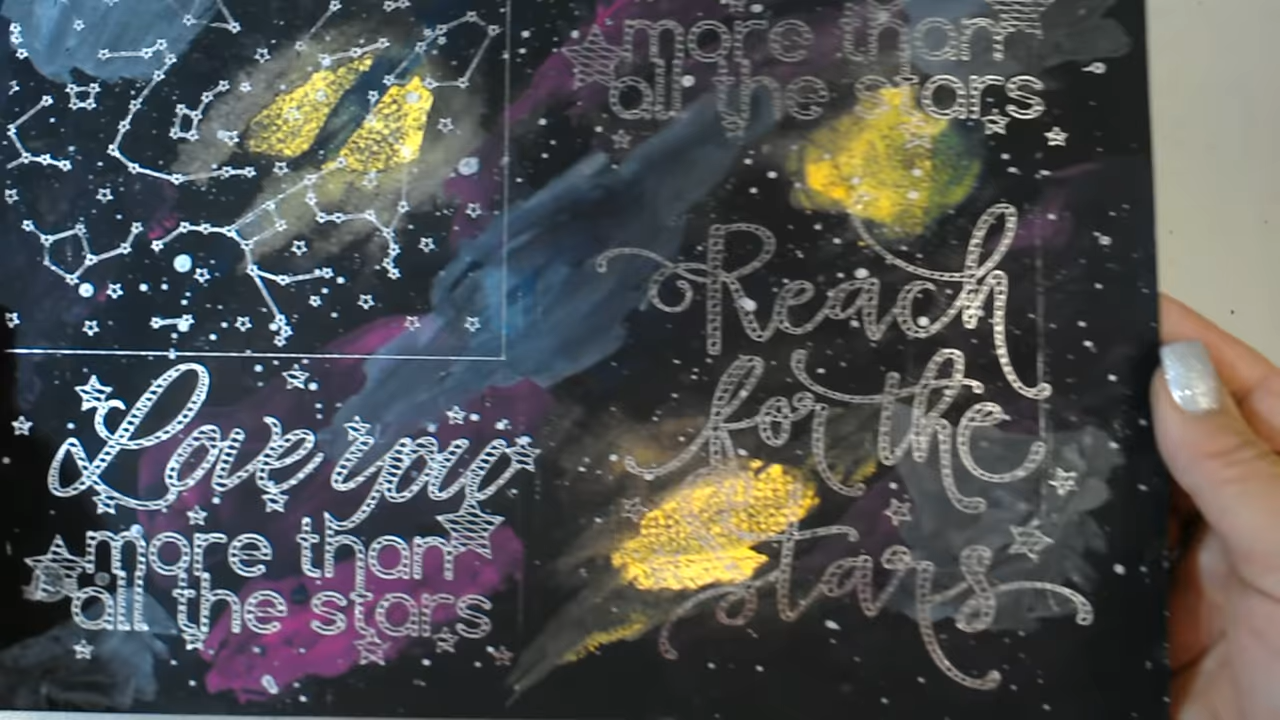 more than
all the stars
Reach
for the
stars
Love you
more than
all the stars